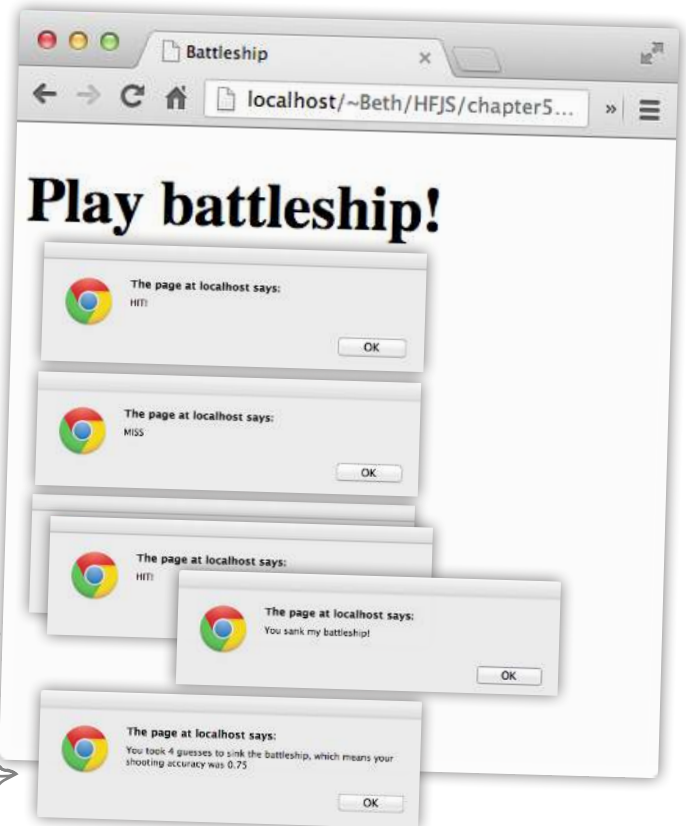 Battleship
localhost/~Beth/HFJS/chapter5...
»
Play battleship!
The page at localhost says:
HIT!
OK
The page at localhost says:
MISS
OK
The page at localhost says:
HIT!
The page at localhost says:
You sank my battleship!
OK
The page at localhost says:
You took 4 guesses to sink the battleship, which means your
shooting accuracy was 0.75
OK